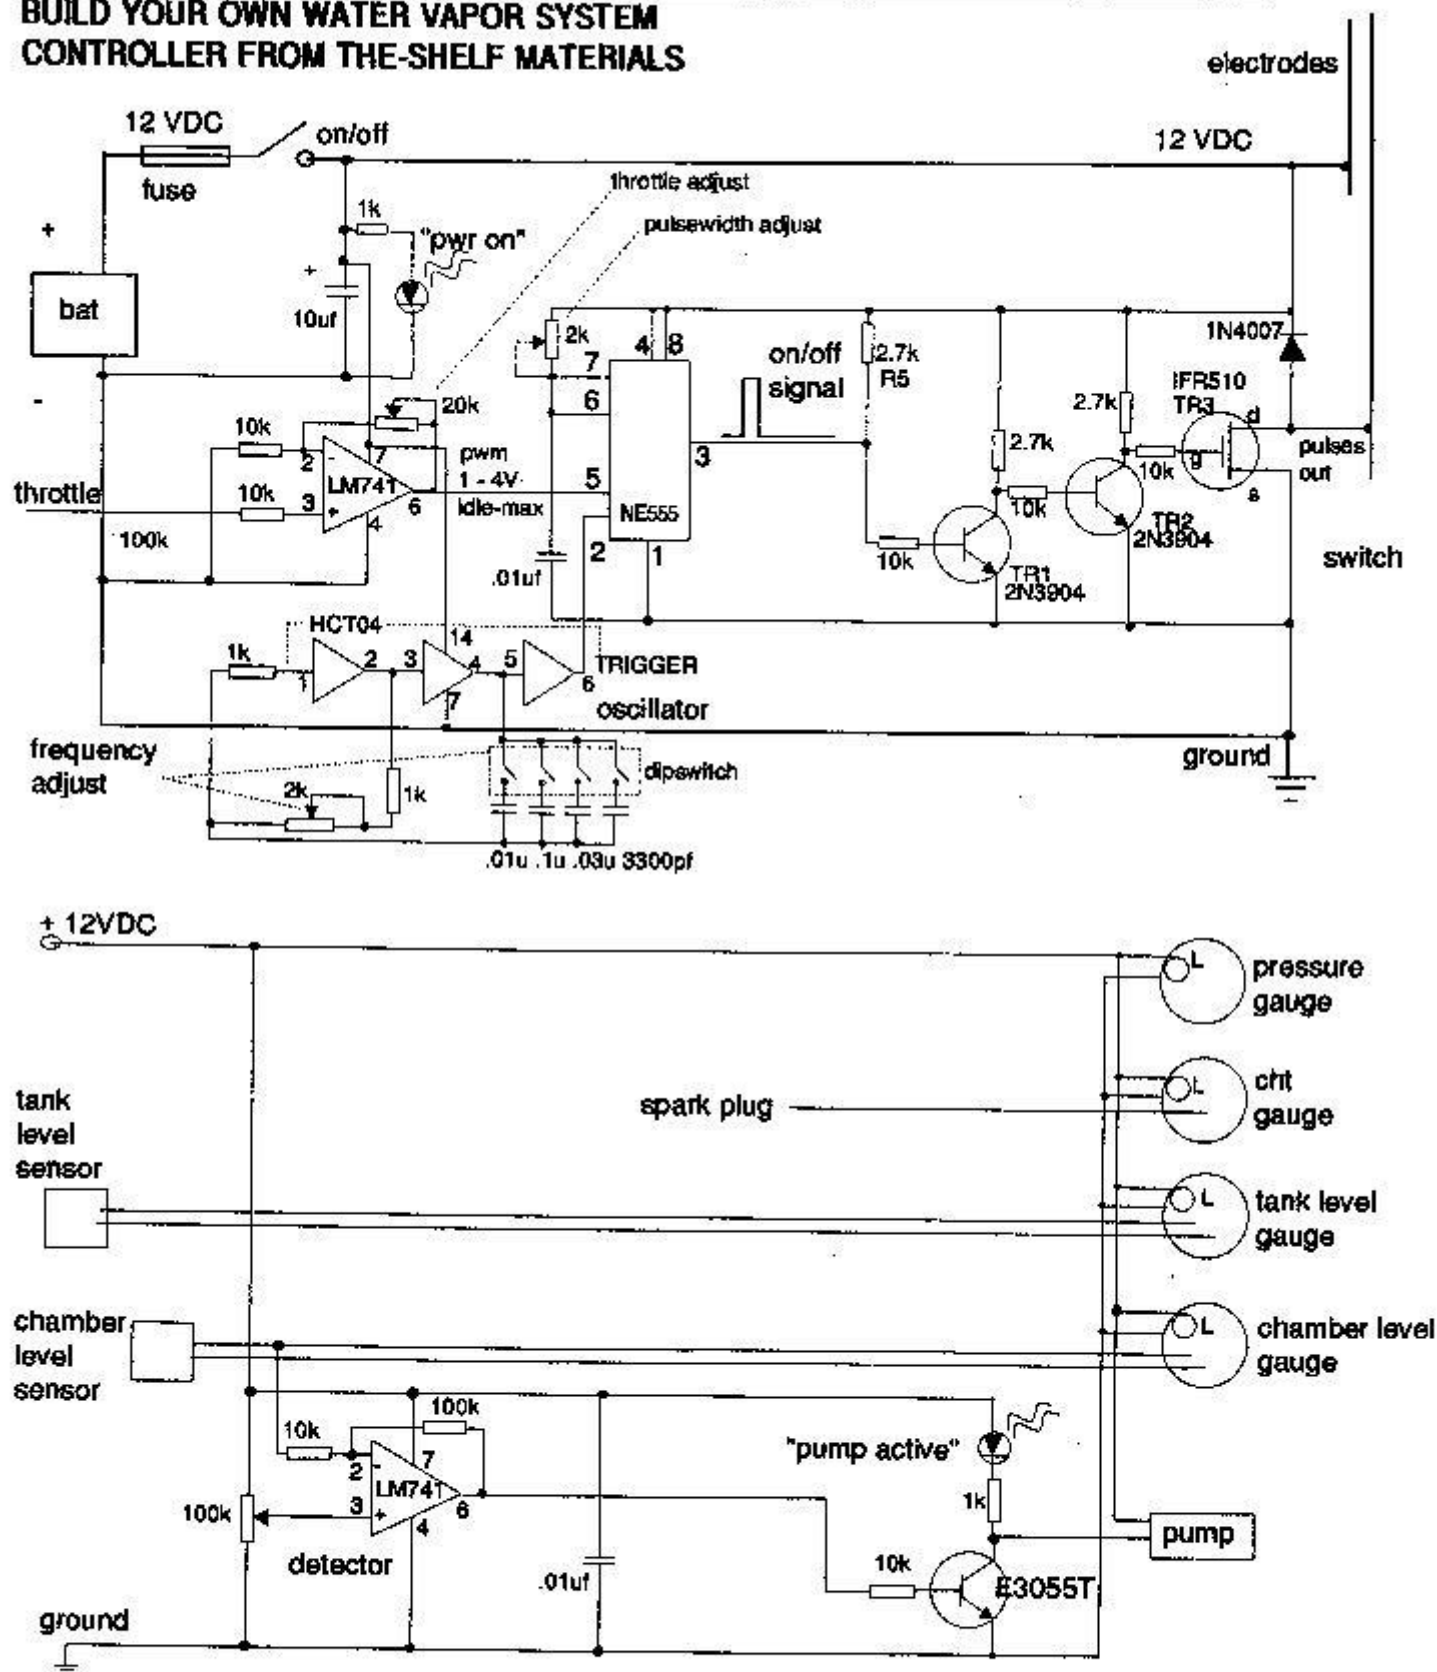 BUILD YOUR OWN WATER VAPOR SYSTEM
CONTROLLER FROM THE-SHELF MATERIALS
electrodes
12 VDC
on/off
12 VDC
fuse
throttle adjust
1k
pulsewidth adjust
"pwr on"
+
+
bat
10uf
2k
4
8
1N4007
7
on/off
signal
2.7k
R5
IFR510
TR3
-
20k
6
2.7k
d
10k
2
-
7
pwm
3
2.7k
10k
g
pulses
out
LM741
1 - 4V
5
s
throttle
10k
3
+
6
idle-max
NE555
10k
4
TR2
2N3904
100k
2
1
10k
.01uf
TR1
2N3904
switch
HCT04
14
1k
1
2
3
4
5
6
TRIGGER
7
oscillator
frequency
adjust
ground
dipswitch
2k
1k
.01u .1u .03u 3300pf
+ 12VDC
L
pressure
gauge
L
cht
gauge
tank
level
sensor
spark plug
L
tank level
gauge
chamber
level
sensor
L
chamber level
gauge
10k
100k
"pump active"
2
-
7
LM741
100k
3
+
6
1k
4
pump
detector
10k
.01uf
E3055T
ground